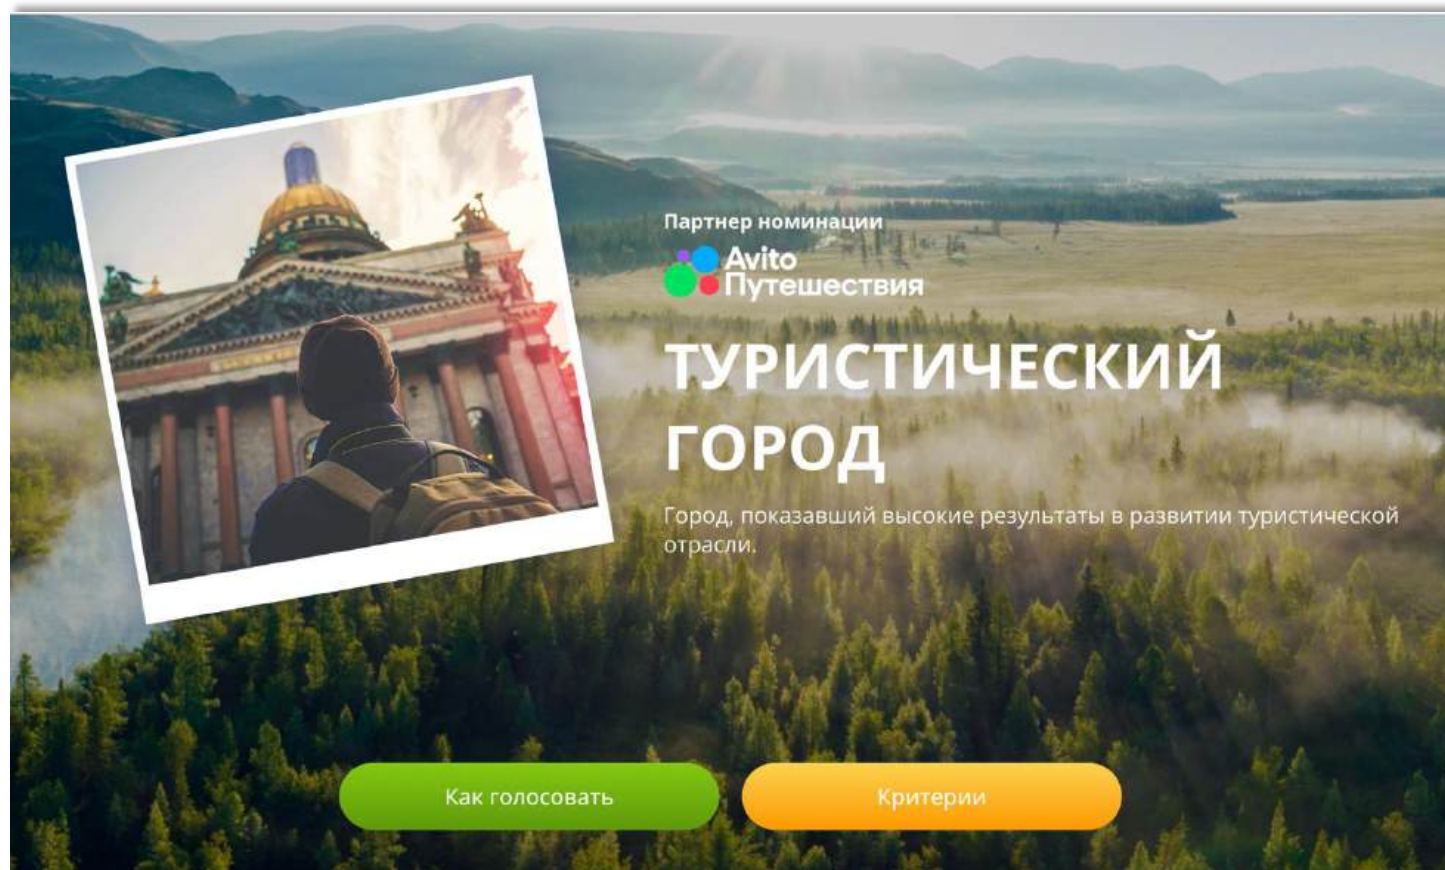 Партнер номинации
Avito
Путешествия
ТУРИСТИЧЕСКИЙ
ГОРОД
Город, показавший высокие результаты в развитии туристической
отрасли.
Как голосовать
Критерии